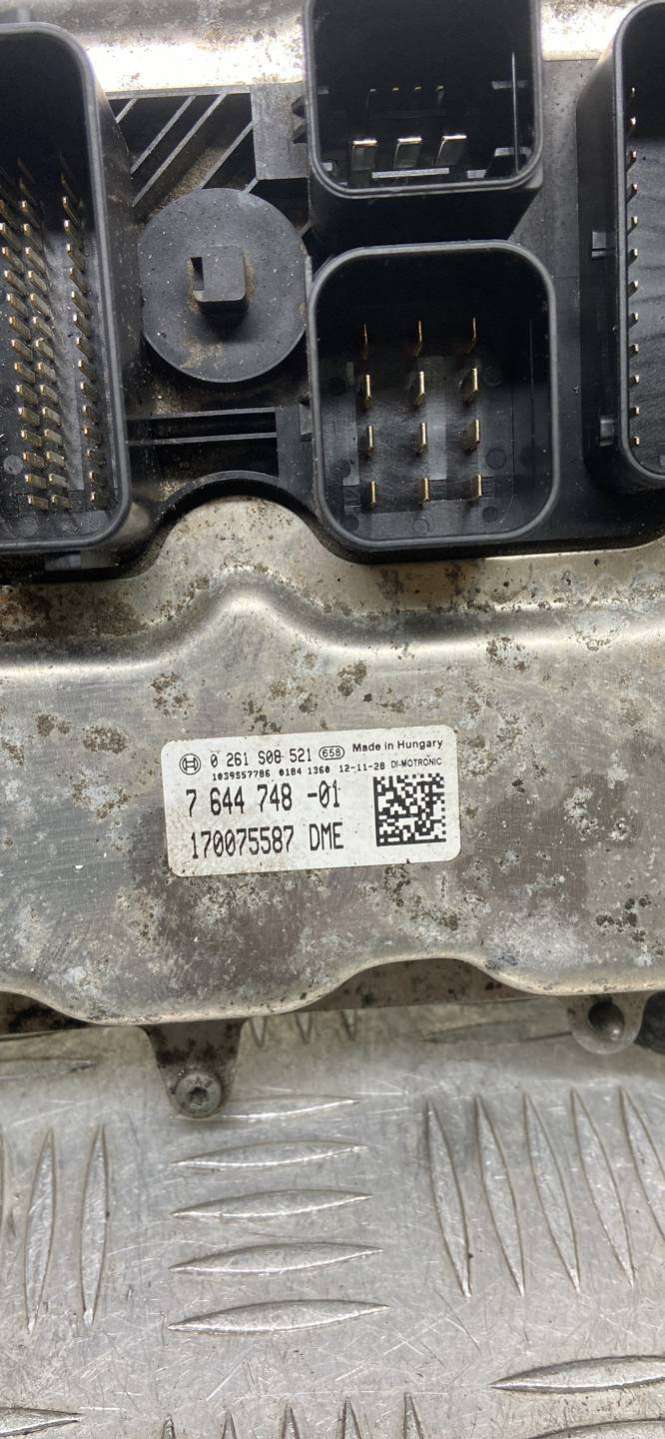 0 261 S08 521 658 Made in Hungary
1039S57786 0184 1360 12-11-28 DI-MOTRONIC
7 644 748 -01
170075587 DME